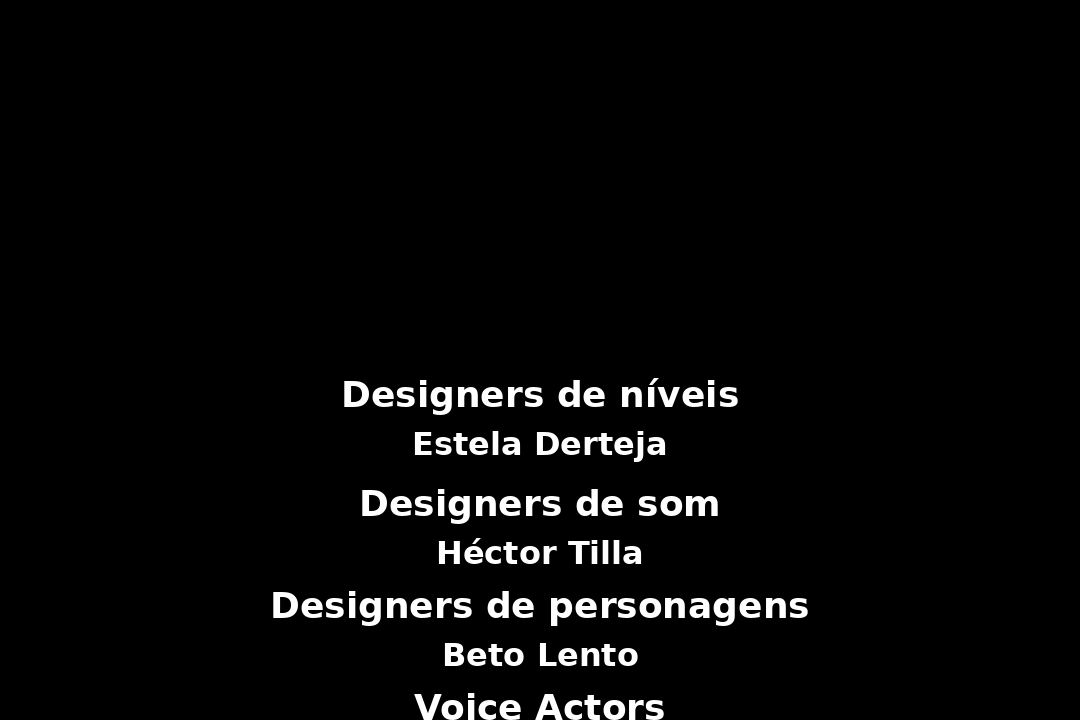 Designers de níveis
Estela Derteja
Designers de som
Héctor Tilla
Designers de personagens
Beto Lento
Voice Actors